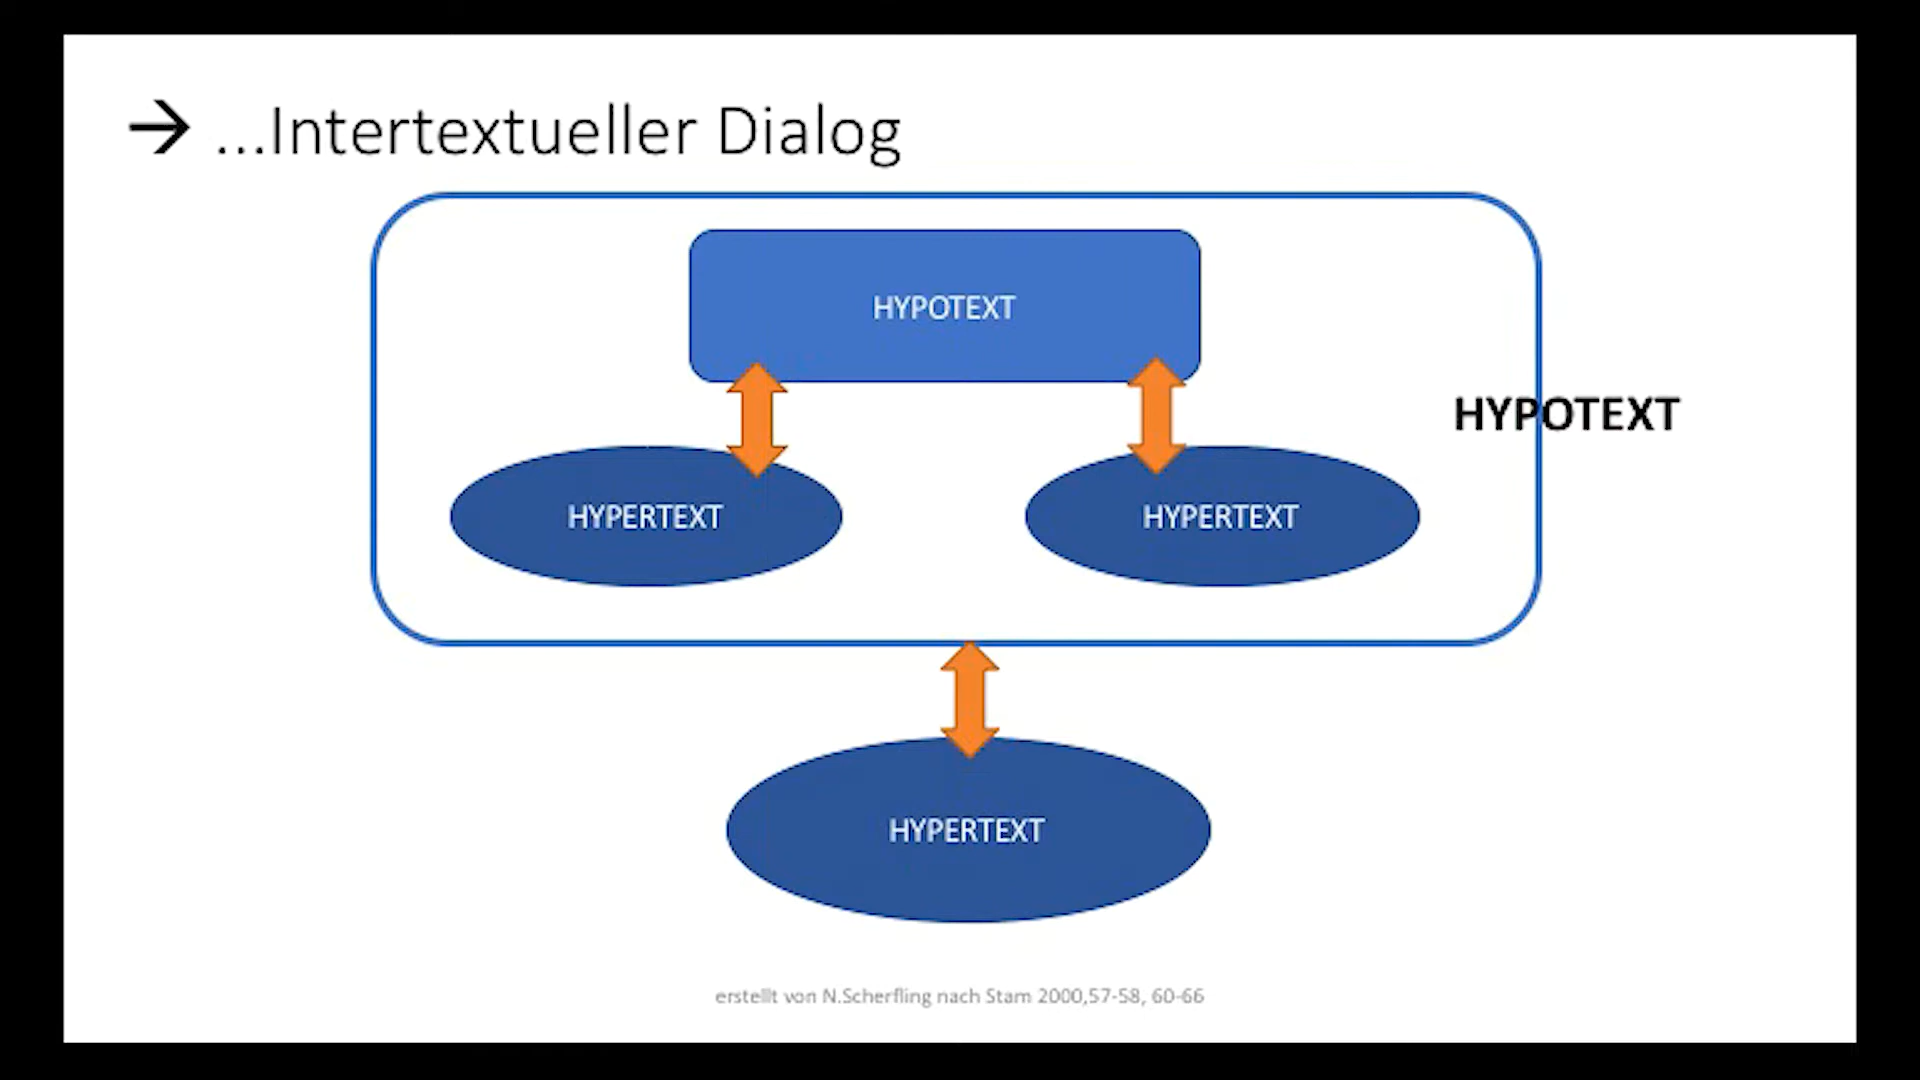 → ...Intertextueller Dialog
HYPOTEXT
HYPOTEXT
HYPERTEXT
HYPERTEXT
HYPERTEXT
erstellt von N.Scherfling nach Stam 2000,57-58, 60-66